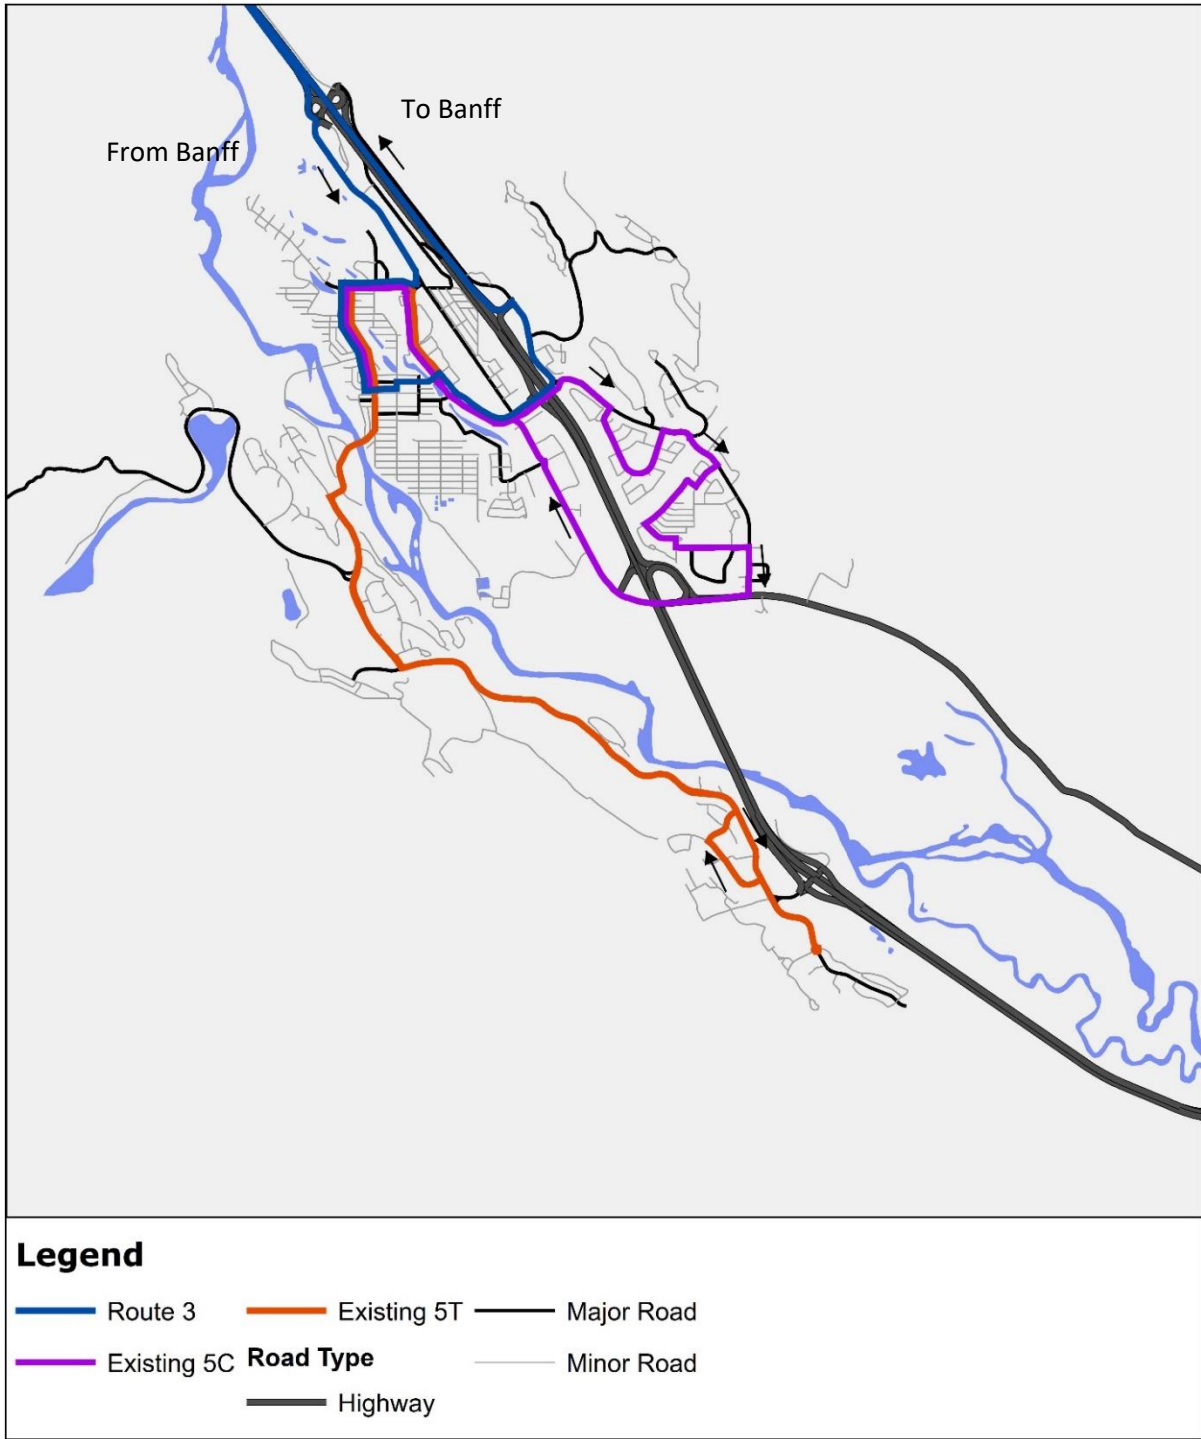 To Banff
From Banff
Legend
Route 3
Existing 5T
Major Road
Existing 5C
Road Type
Minor Road
Highway